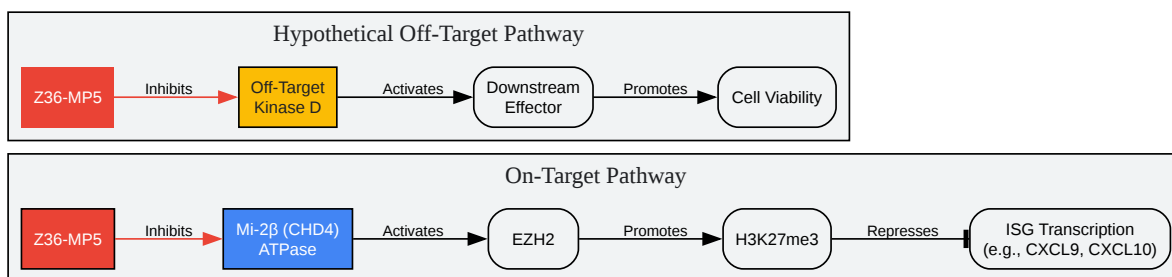 Hypothetical Off-Target Pathway
Z36-MP5
Inhibits
Off-Target
Kinase D
Activates
Downstream
Effector
Promotes
Cell Viability
On-Target Pathway
Z36-MP5
Inhibits
Mi-2β (CHD4)
ATPase
Activates
EZH2
Promotes
H3K27me3
Represses
ISG Transcription
(e.g., CXCL9, CXCL10)